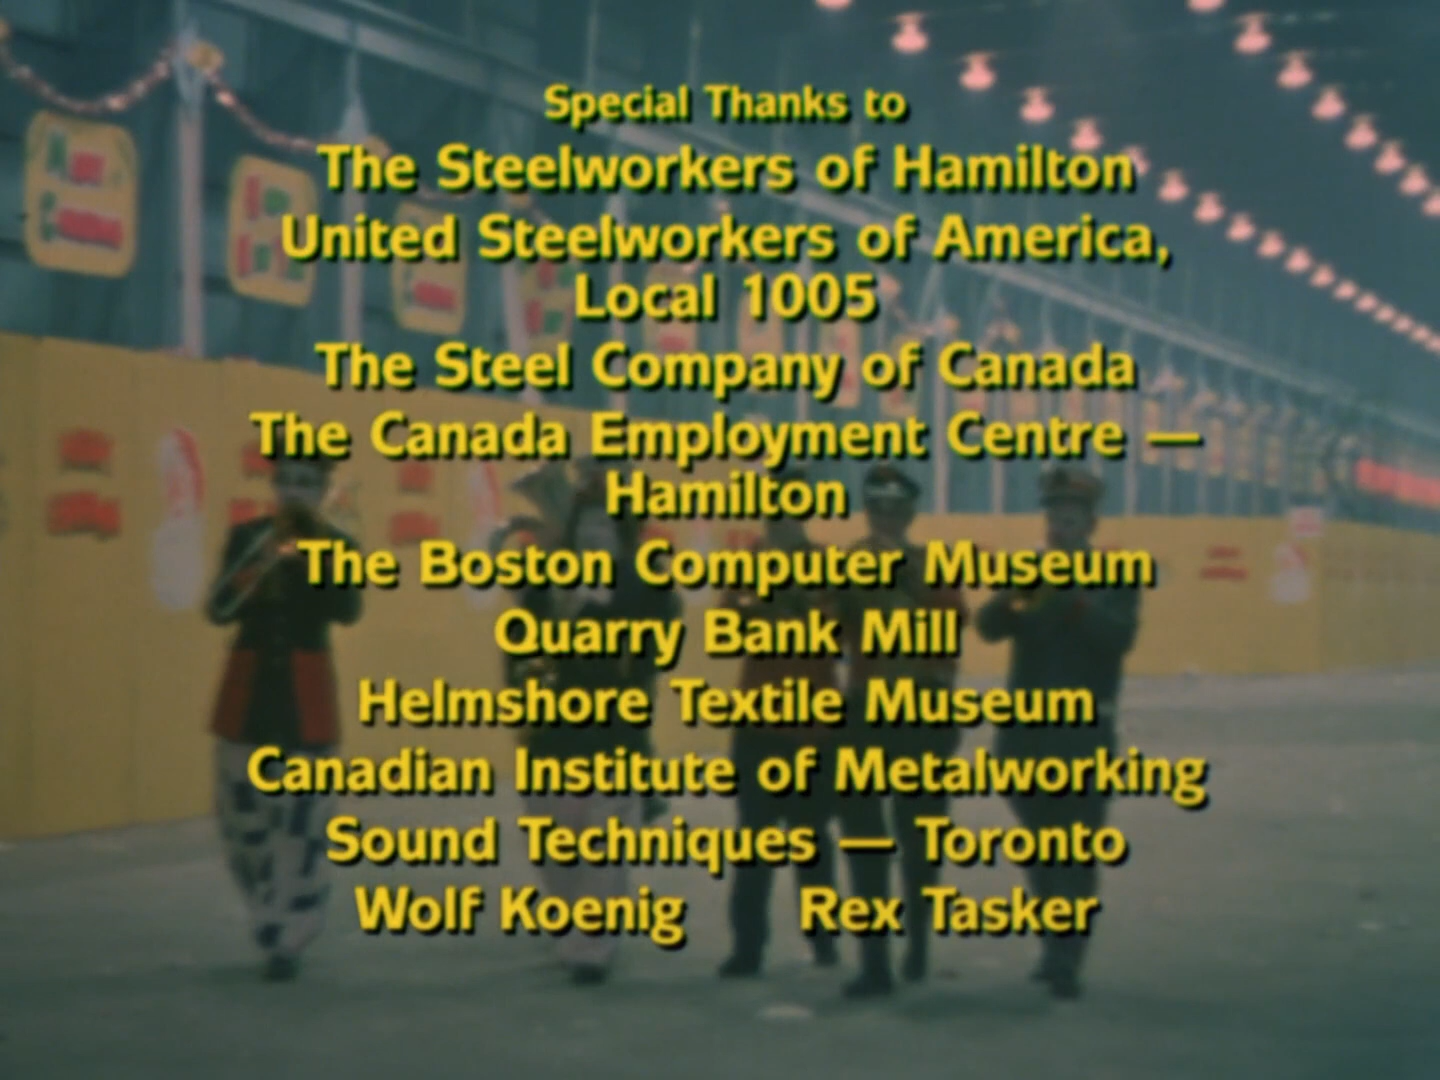 Special Thanks to
The Steelworkers of Hamilton
United Steelworkers of America,
Local 1005
The Steel Company of Canada
The Canada Employment Centre —
Hamilton
The Boston Computer Museum
Quarry Bank Mill
Helmshore Textile Museum
Canadian Institute of Metalworking
Sound Techniques — Toronto
Wolf Koenig Rex Tasker